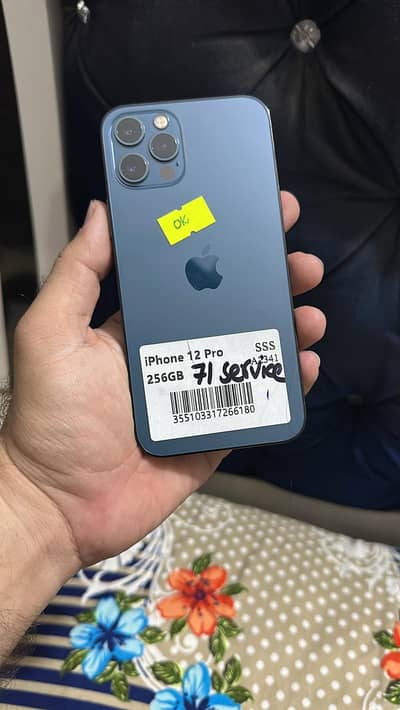 OK
iPhone 12 Pro SSS
A2341
256GB 71 service
355103317266180